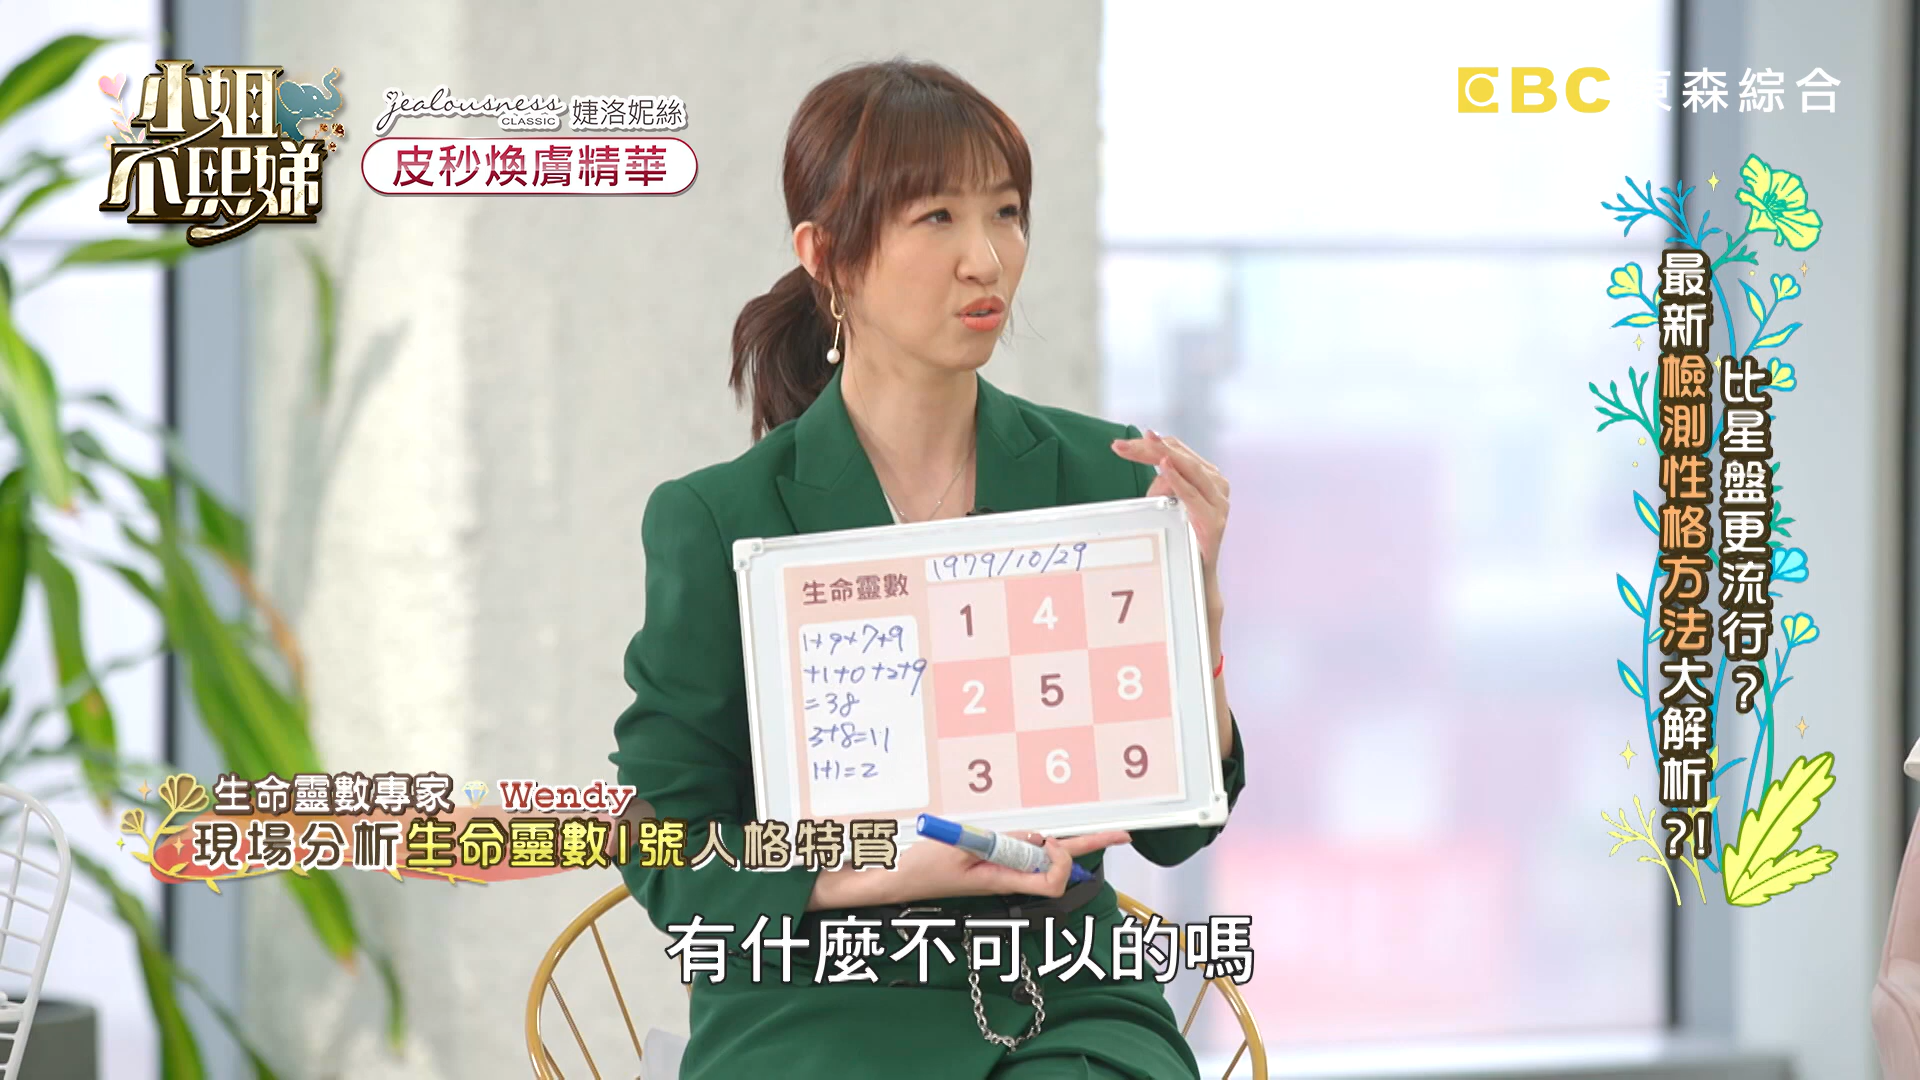 小姐
不熙娣
jealousness
CLASSIC
婕洛妮絲
皮秒煥膚精華
EBC 東森綜合
比星盤更流行?
最新檢測性格方法大解析?!
生命靈數
1979/10/29
1+9+7+9
+1+0+2+9
=38
3+8=11
1+1=2
1 4 7
2 5 8
3 6 9
生命靈數專家 Wendy
現場分析生命靈數1號人格特質
有什麼不可以的嗎